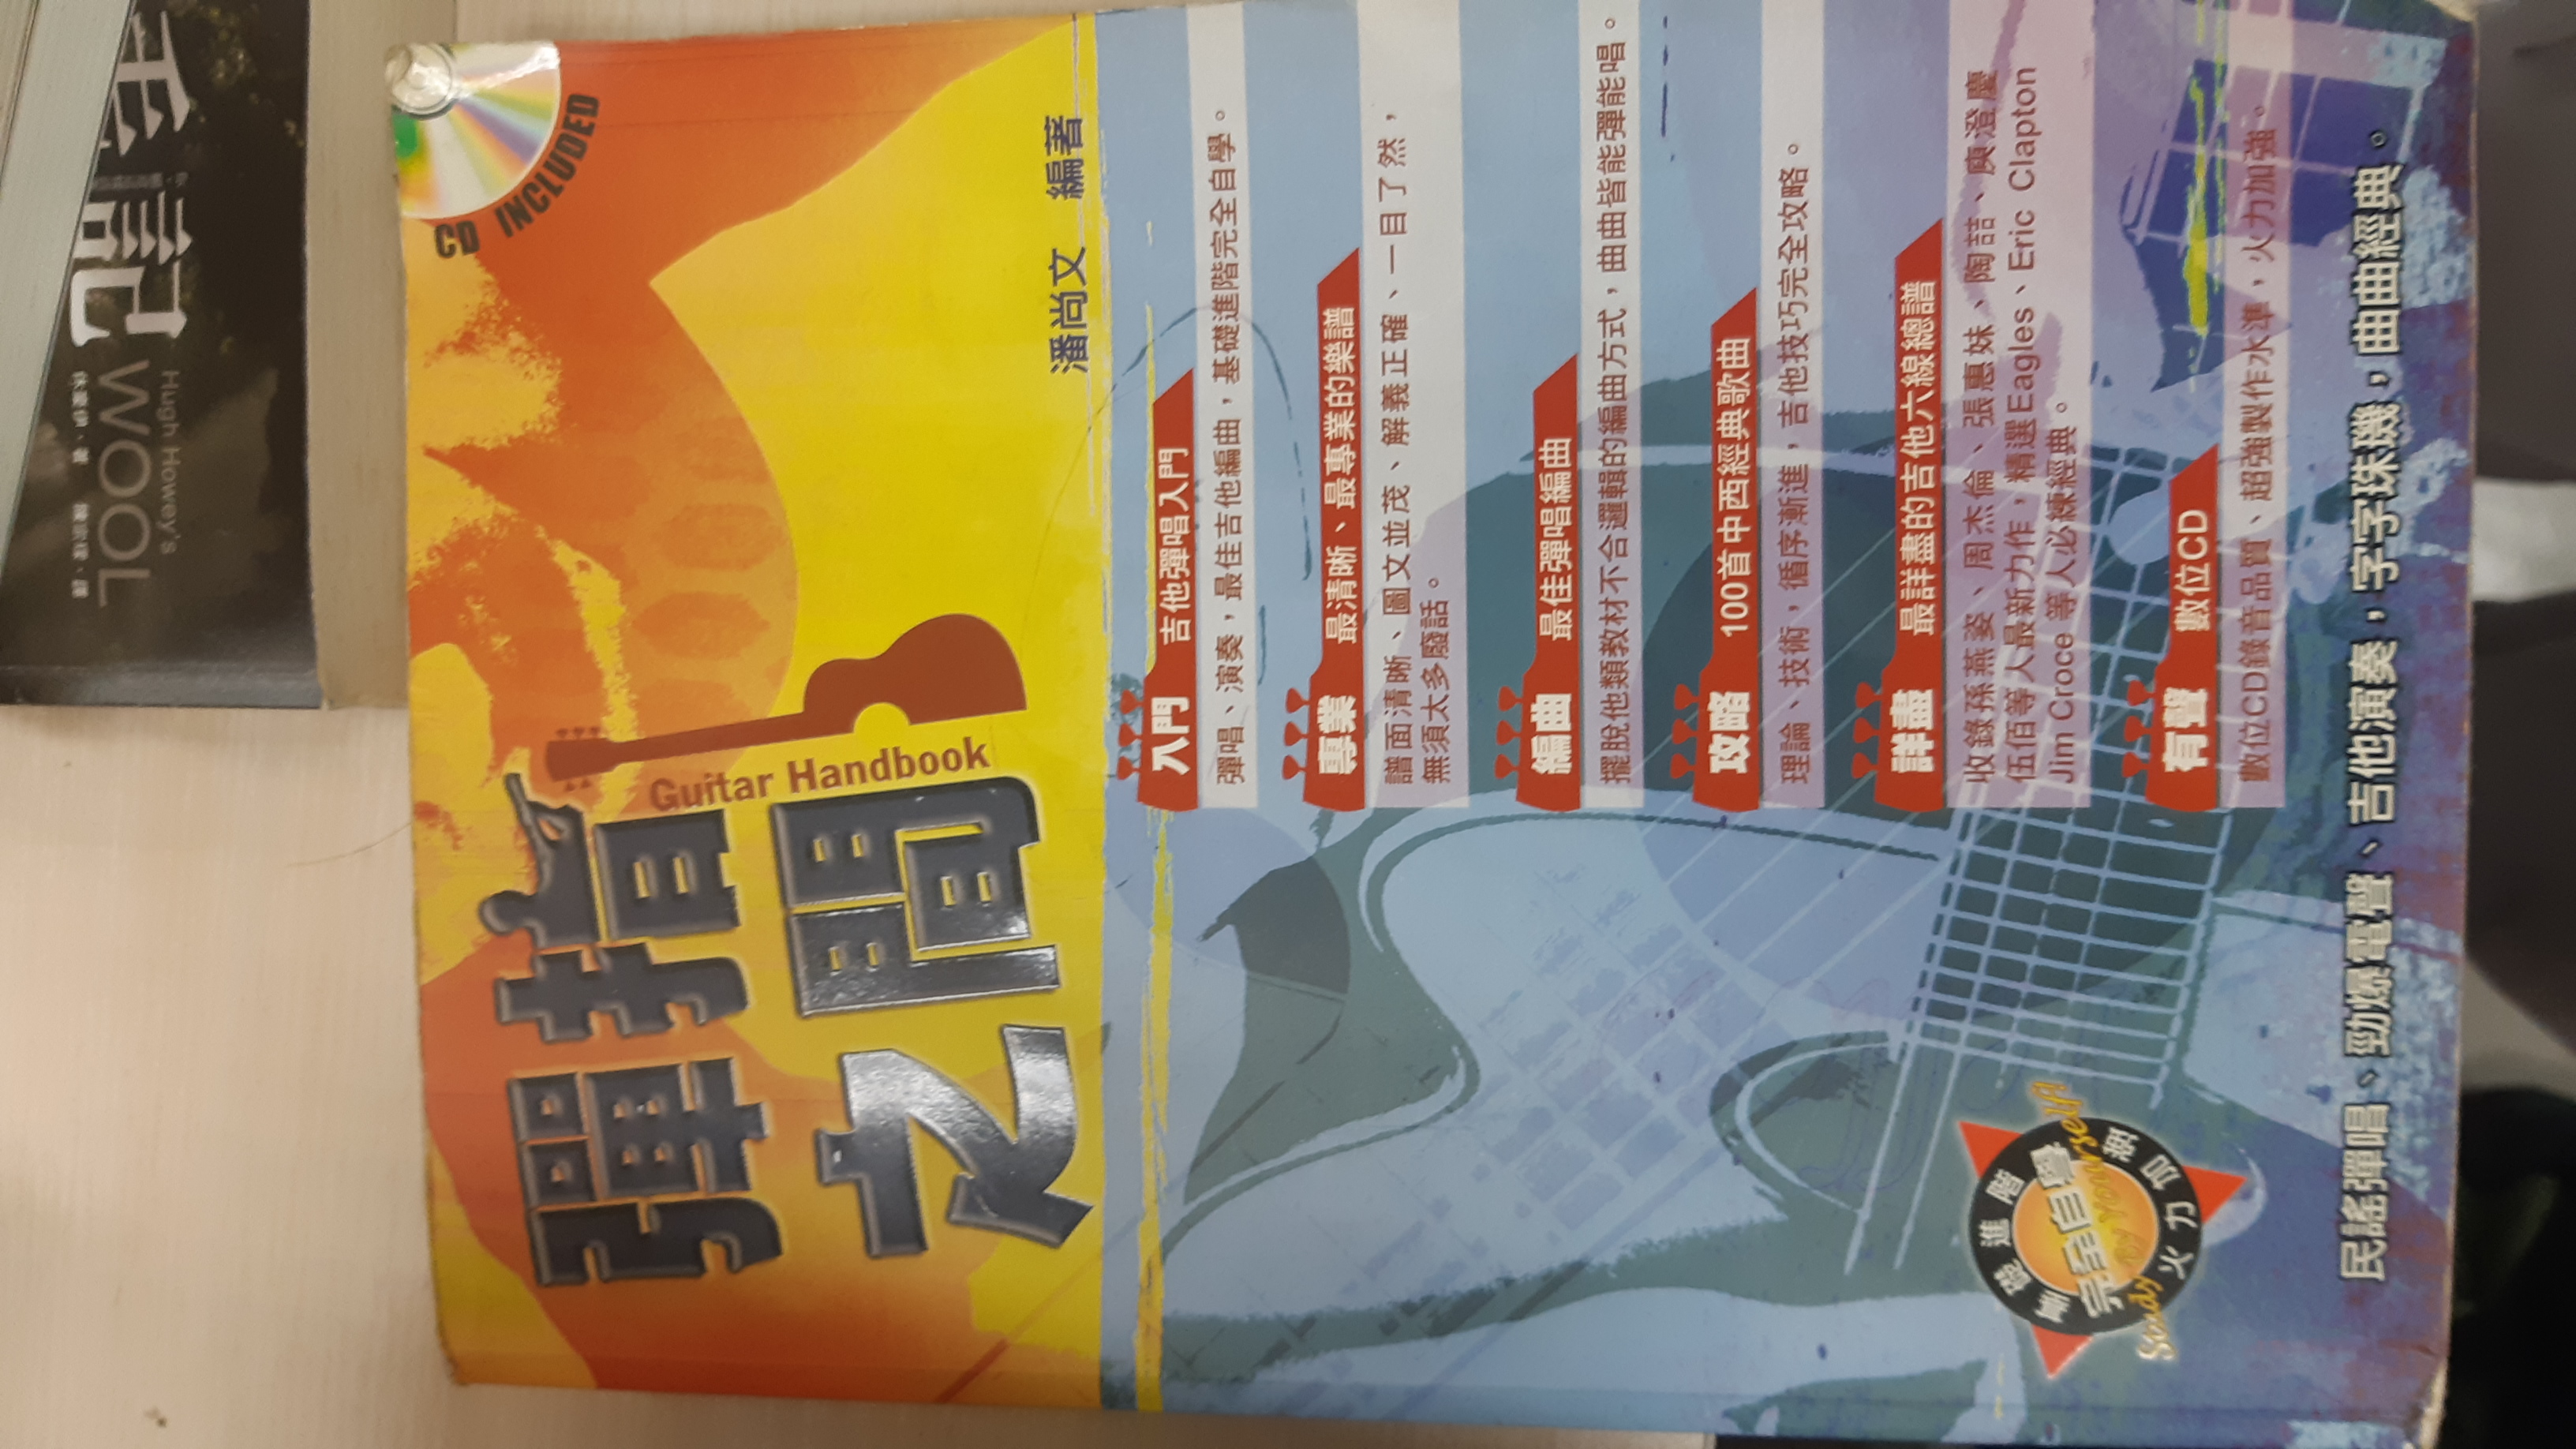 Hugh Howey's
WOOL
記
CD INCLUDED
彈指
之間
Guitar Handbook
潘尚文 編著
入門 吉他彈唱入門
彈唱、演奏，最佳吉他編曲，基礎進階完全自學。
專業 最清晰、最專業的樂譜
譜面清晰、圖文並茂、解義正確、一目了然，
無須太多廢話。
編曲 最佳彈唱編曲
擺脫他類教材不合邏輯的編曲方式，曲曲皆能彈能唱。
攻略 100首中西經典歌曲
理論、技術，循序漸進，吉他技巧完全攻略。
詳盡 最詳盡的吉他六線總譜
收錄孫燕姿、周杰倫、張惠妹、陶喆、庾澄慶
伍佰等人最新力作，精選Eagles、Eric Clapton
Jim Croce 等人必練經典。
有聲 數位CD
數位CD錄音品質、超強製作水準，火力加強。
基礎進階
完全自學
Study By Yourself!
火力加強
民謠彈唱、勁爆電聲、吉他演奏，字字珠璣，曲曲經典。